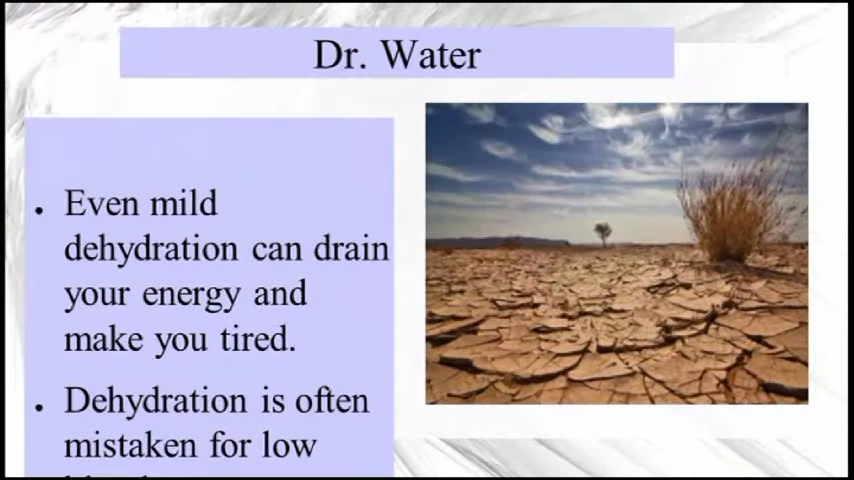 Dr. Water
• Even mild
dehydration can drain
your energy and
make you tired.
• Dehydration is often
mistaken for low